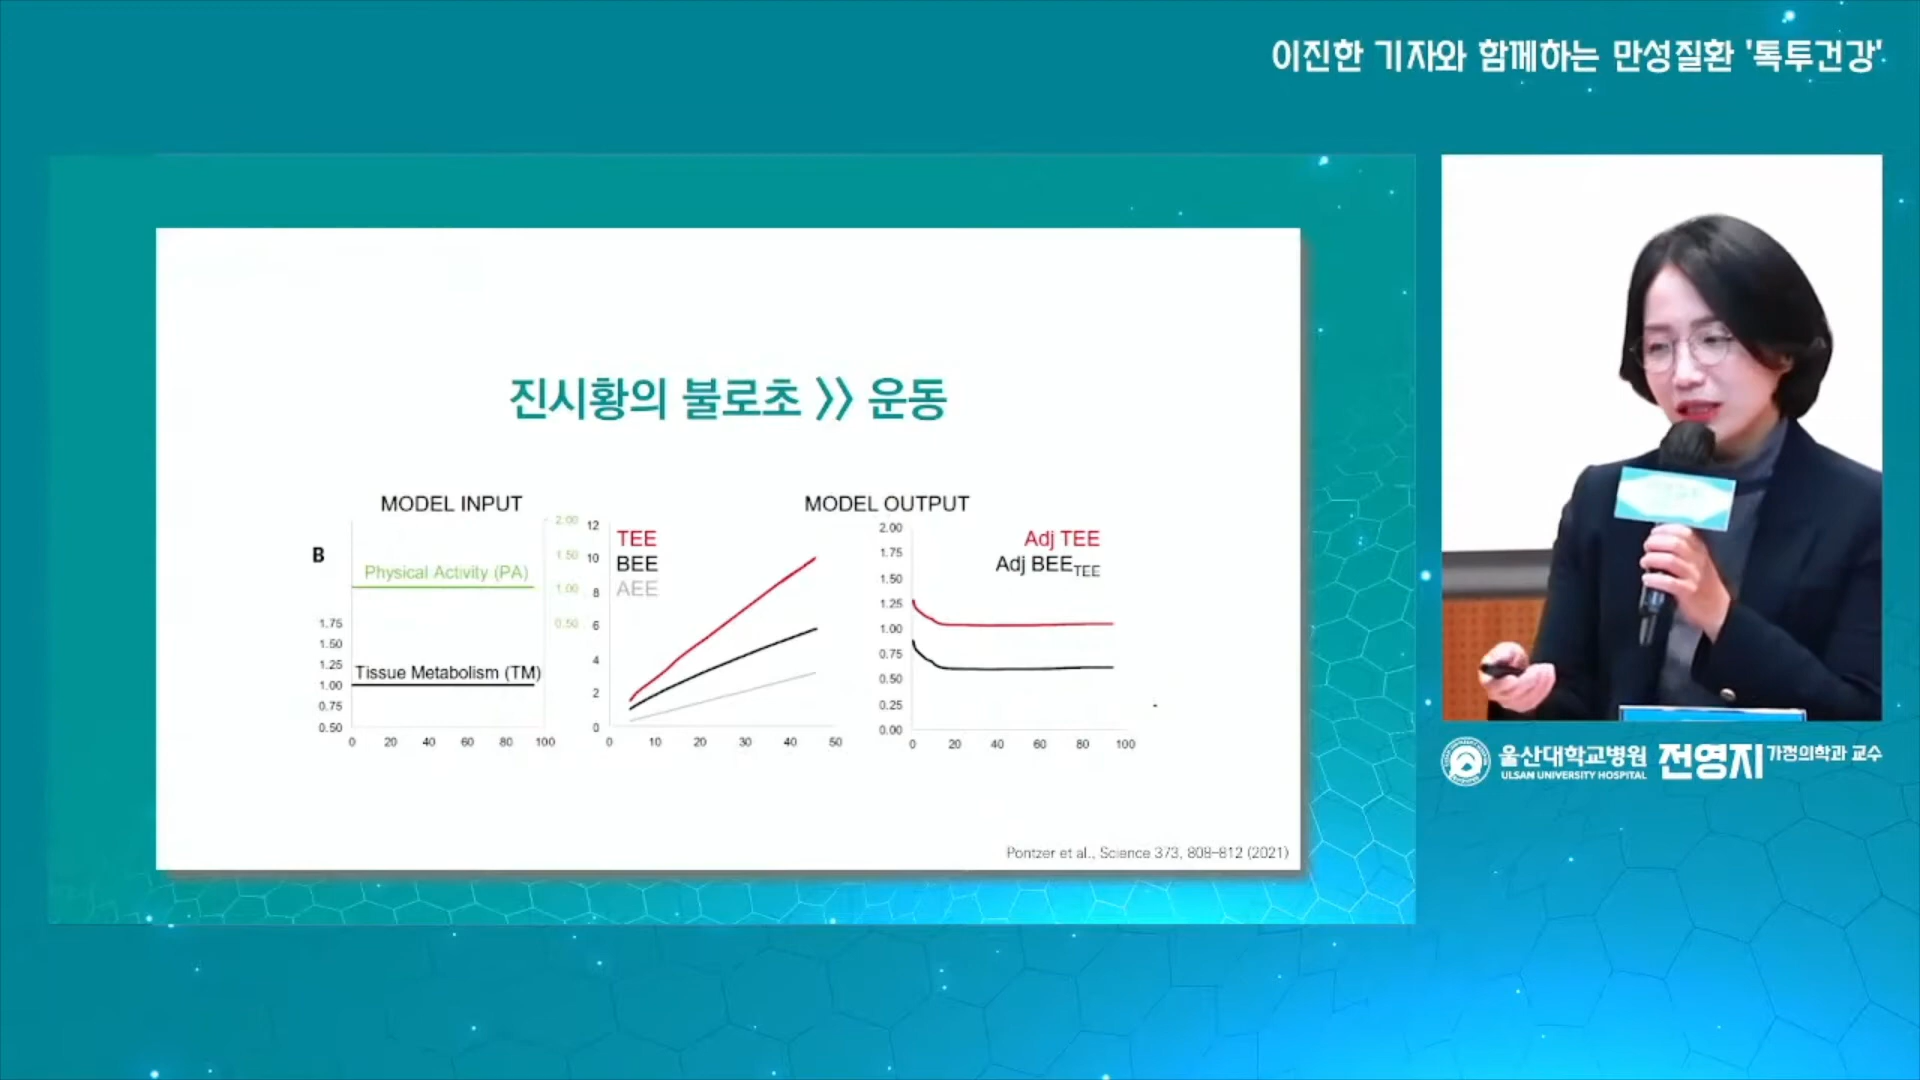 이진한 기자와 함께하는 만성질환 '톡투건강'
진시황의 불로초 >> 운동
MODEL INPUT
MODEL OUTPUT
B
Physical Activity (PA)
Tissue Metabolism (TM)
1.75
1.50
1.25
1.00
0.75
0.50
0 20 40 60 80 100
2.00
1.50
1.00
0.50
TEE
BEE
AEE
12
10
8
6
4
2
0
0 10 20 30 40 50
Adj TEE
Adj BEE TEE
2.00
1.75
1.50
1.25
1.00
0.75
0.50
0.25
0.00
0 20 40 60 80 100
Pontzer et al., Science 373, 808-812 (2021)
울산대학교병원
ULSAN UNIVERSITY HOSPITAL
전영지 가정의학과 교수